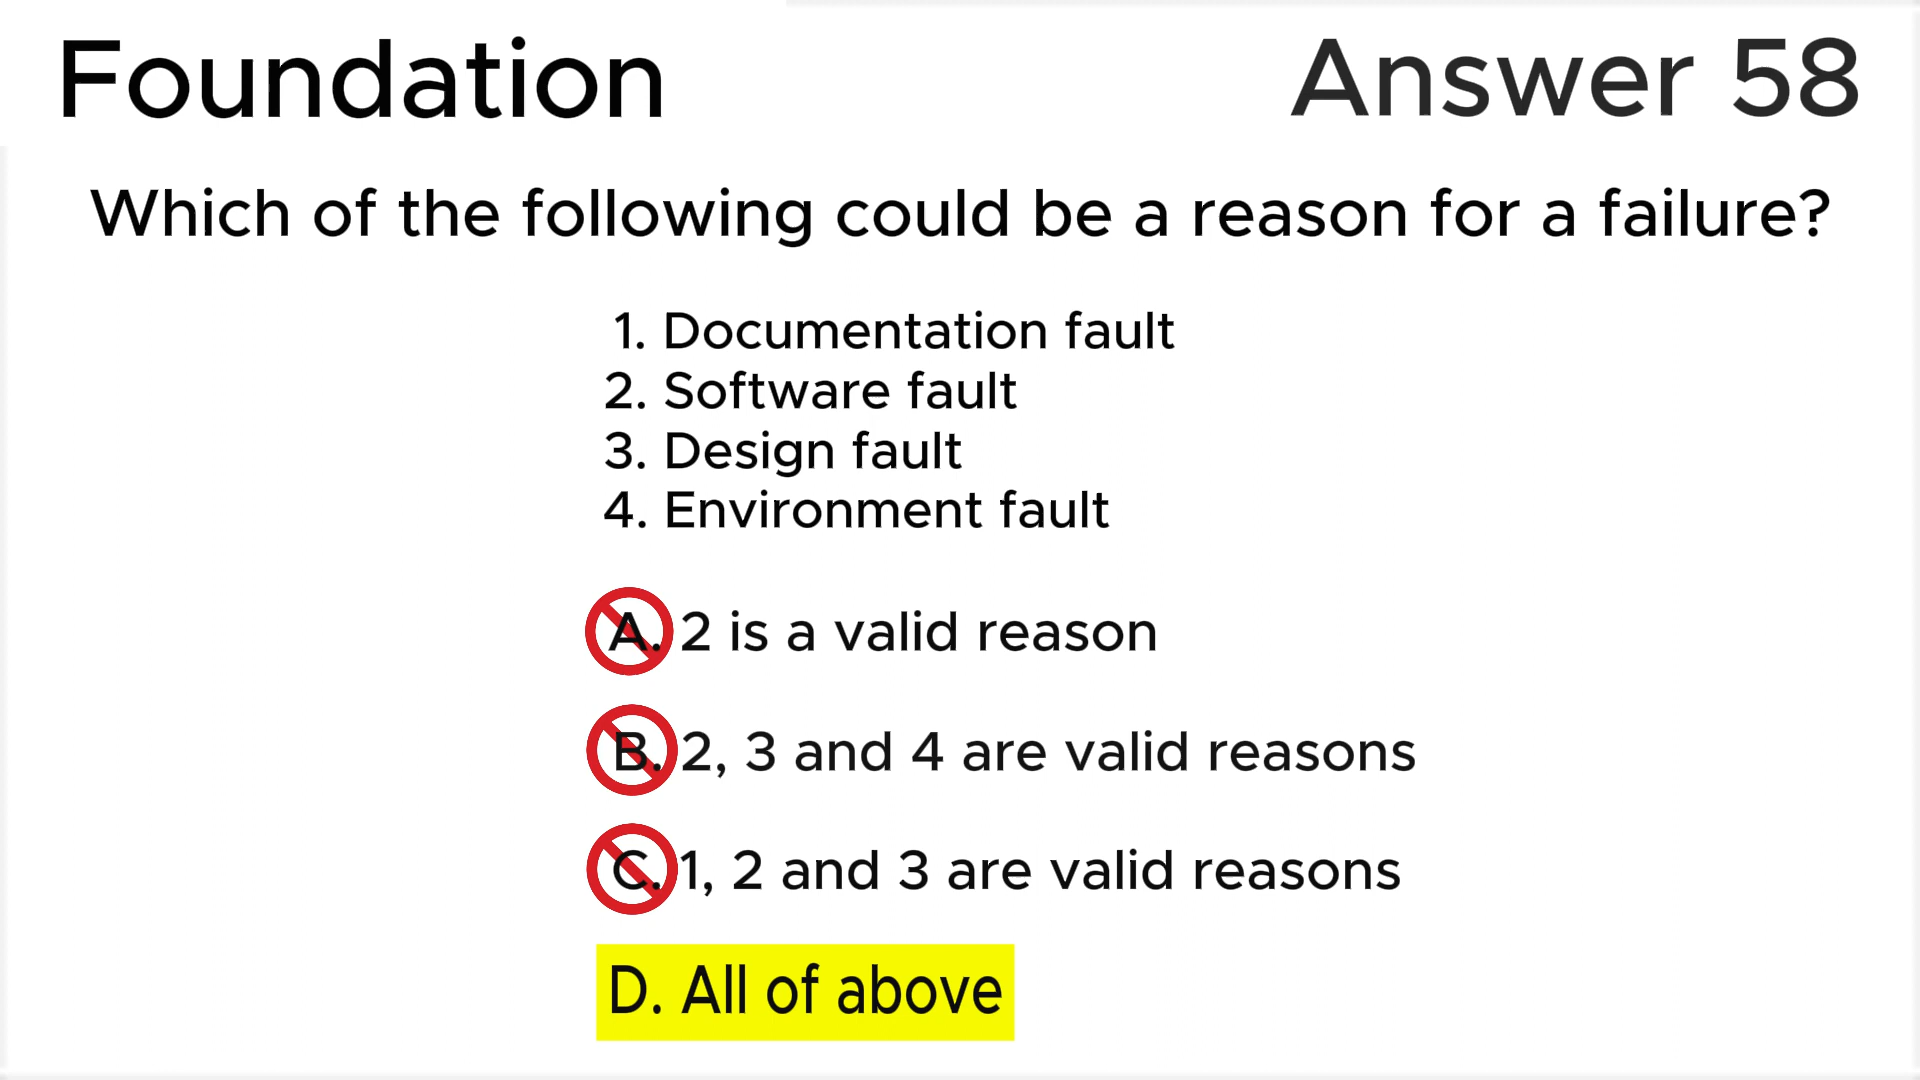 Foundation
Answer 58
Which of the following could be a reason for a failure?
1. Documentation fault
2. Software fault
3. Design fault
4. Environment fault
A. 2 is a valid reason
B. 2, 3 and 4 are valid reasons
C. 1, 2 and 3 are valid reasons
D. All of above